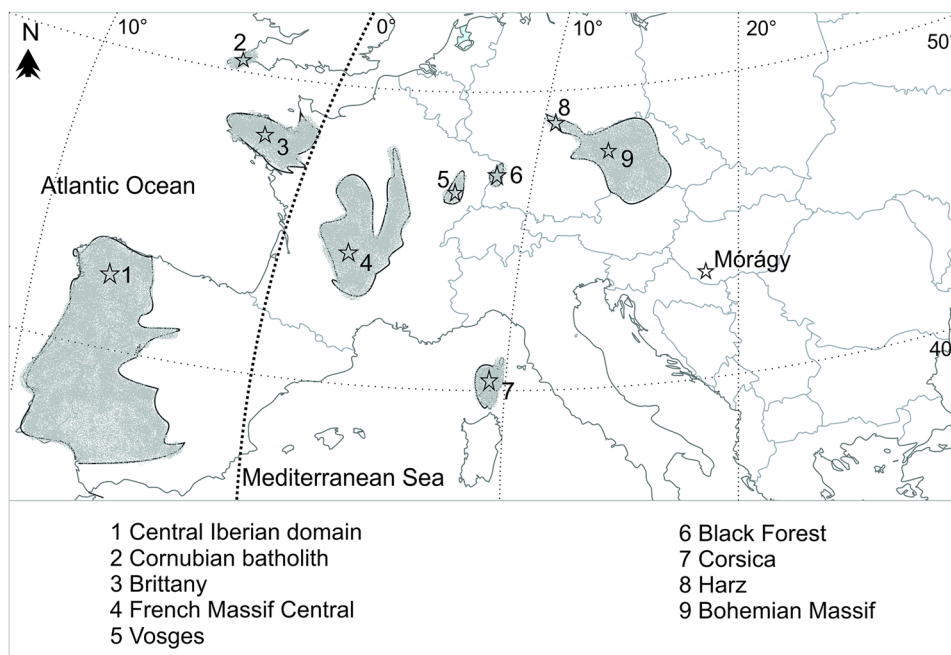 N
10°
0°
10°
20°
50°
2
8
3
9
5
6
Atlantic Ocean
4
Mórágy
1
40
7
Mediterranean Sea
1 Central Iberian domain
2 Cornubian batholith
3 Brittany
4 French Massif Central
5 Vosges
6 Black Forest
7 Corsica
8 Harz
9 Bohemian Massif